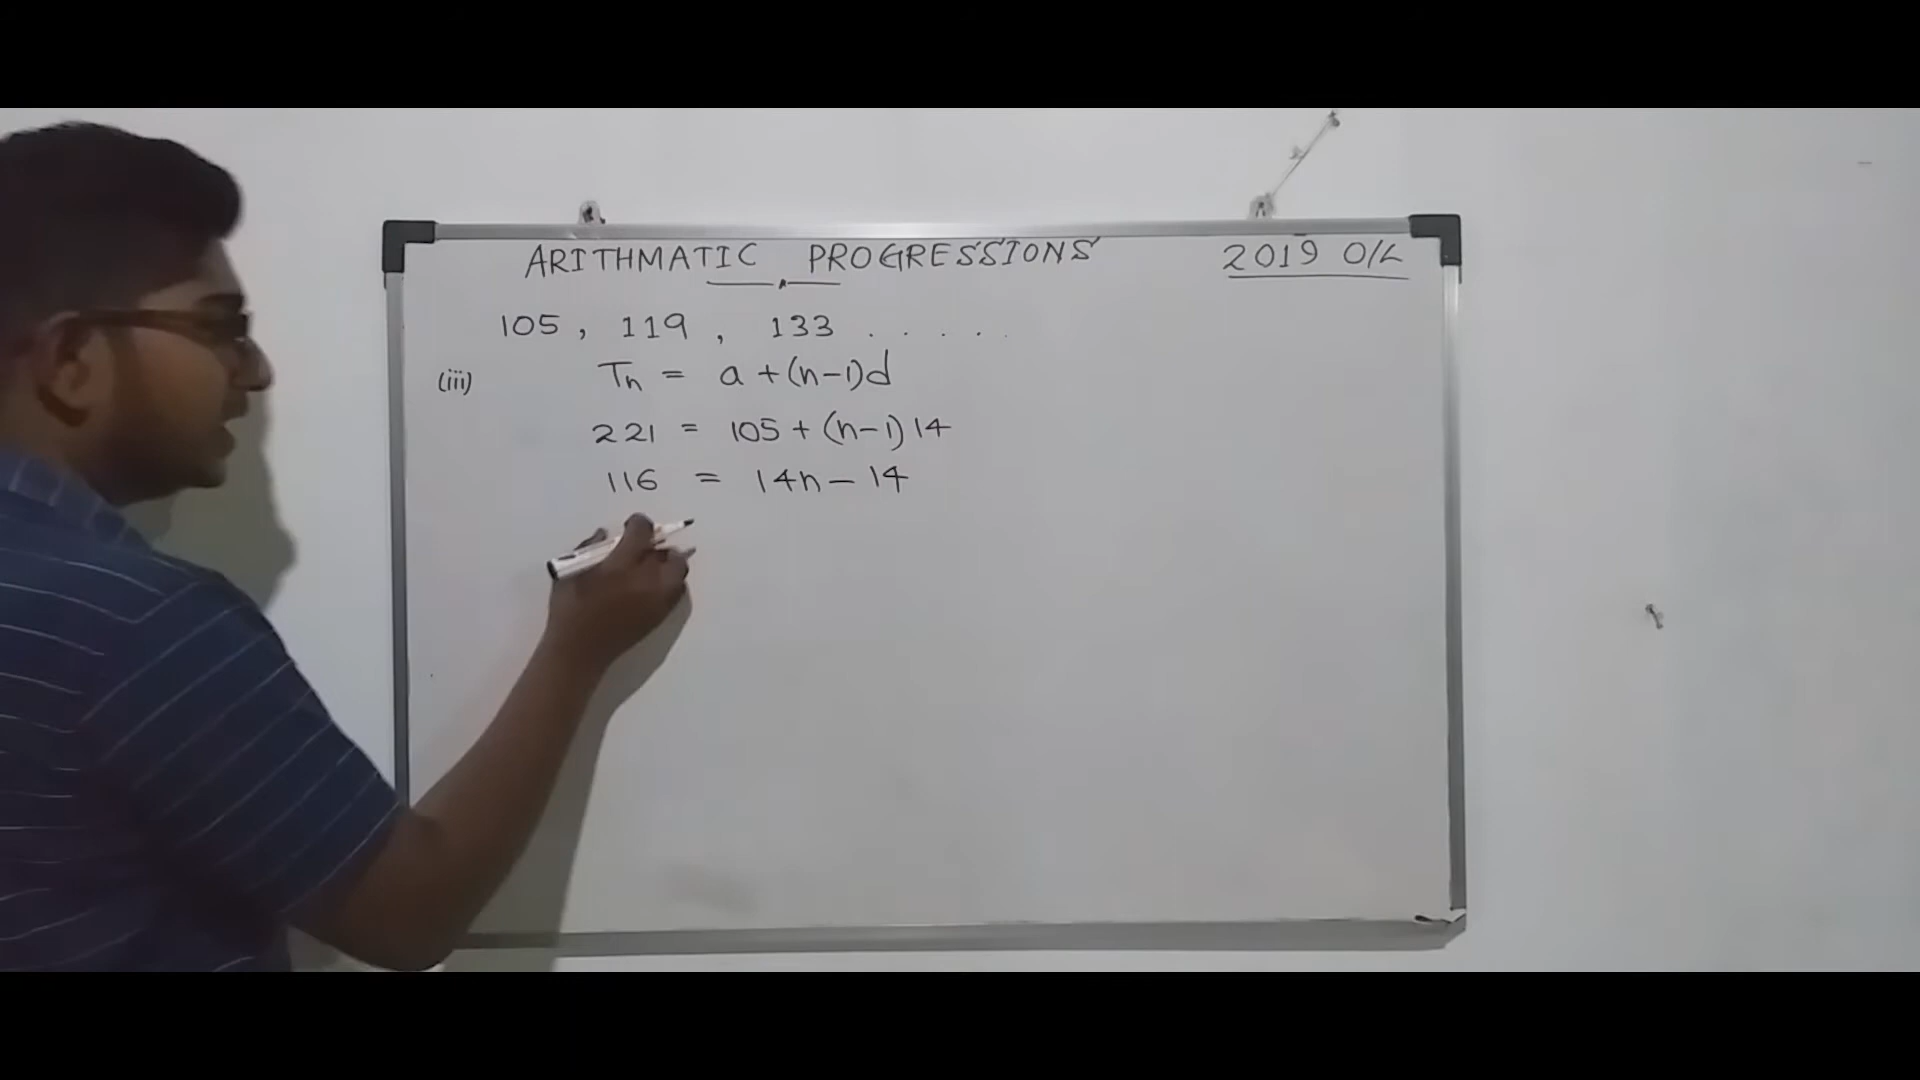 ARITHMATIC PROGRESSIONS 2019 O/L
105, 119, 133 . . . . .
(iii) Tn = a + (n-1)d
221 = 105 + (n-1) 14
116 = 14n - 14